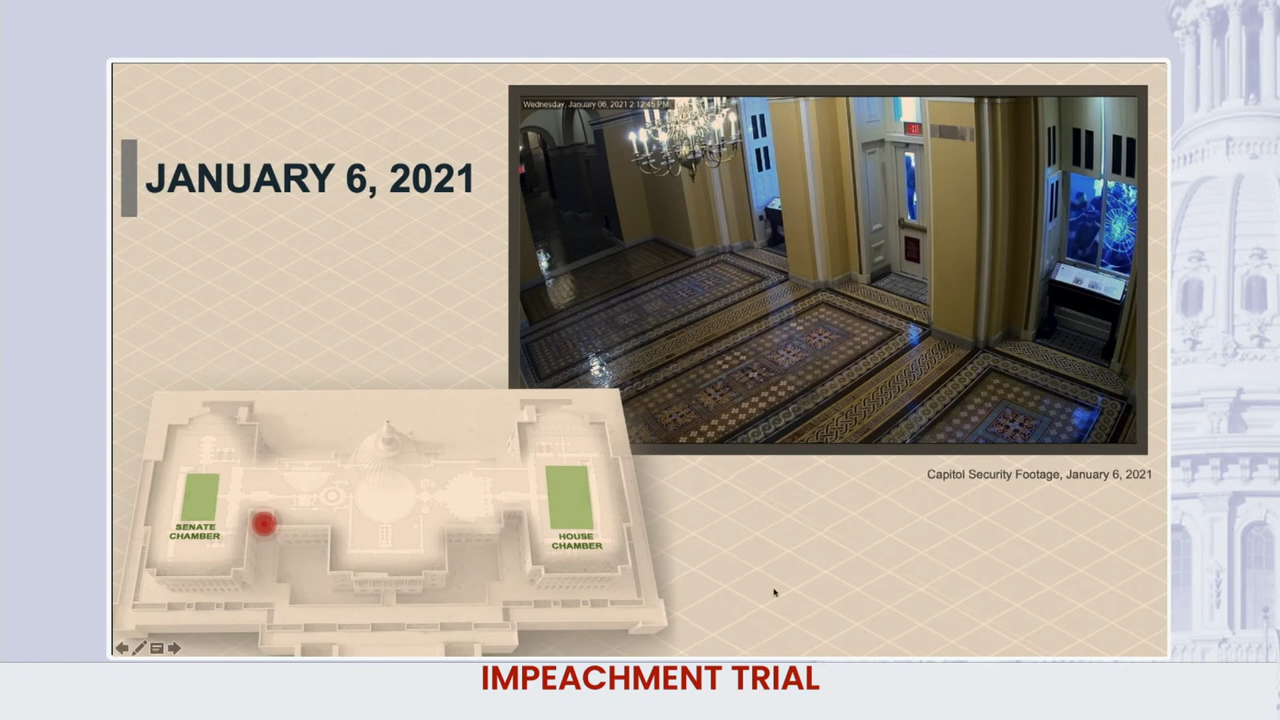 JANUARY 6, 2021
Wednesday, January 06, 2021 2:12:45 PM
EXIT
Capitol Security Footage, January 6, 2021
SENATE
CHAMBER
HOUSE
CHAMBER
IMPEACHMENT TRIAL